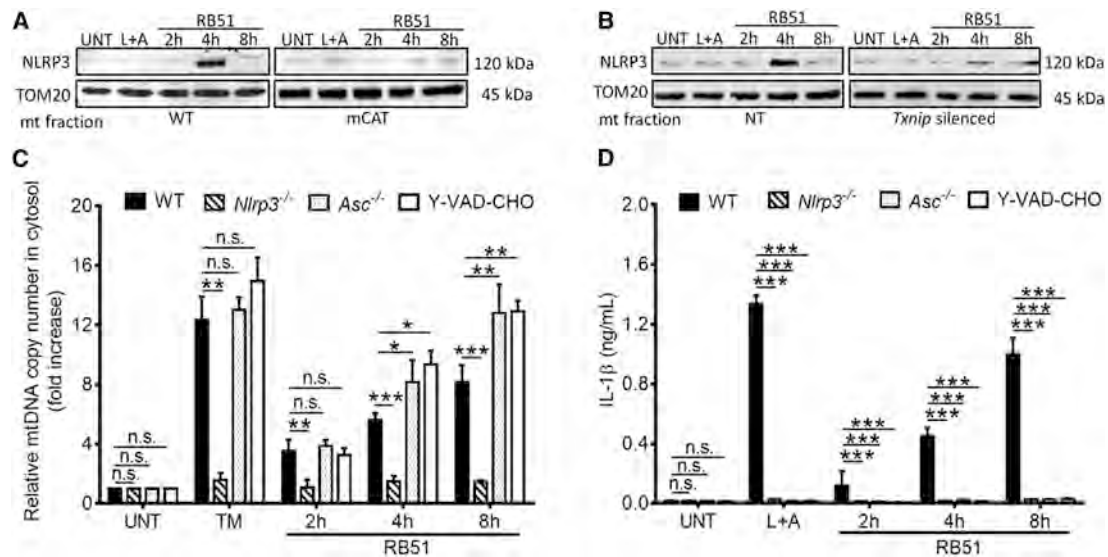 A
RB51
UNT L+A 2h 4h 8h UNT L+A 2h 4h 8h
NLRP3
120 kDa
TOM20
45 kDa
mt fraction WT mCAT
B
RB51 RB51
UNT L+A 2h 4h 8h UNT L+A 2h 4h 8h
NLRP3
120 kDa
TOM20
45 kDa
mt fraction NT Txnip silenced
C
WT Nlrp3-/- Asc-/- Y-VAD-CHO
Relative mtDNA copy number in cytosol
(fold increase)
20
16
12
8
4
0
n.s.
n.s.
n.s.
n.s.
n.s.
**
n.s.
n.s.
**
*
*
***
**
**
***
UNT TM 2h 4h 8h
RB51
D
WT Nlrp3-/- Asc-/- Y-VAD-CHO
IL-1β (ng/mL)
2.0
1.6
1.2
0.8
0.4
0.0
n.s.
n.s.
n.s.
***
***
***
***
***
***
***
***
***
***
***
***
UNT L+A 2h 4h 8h
RB51